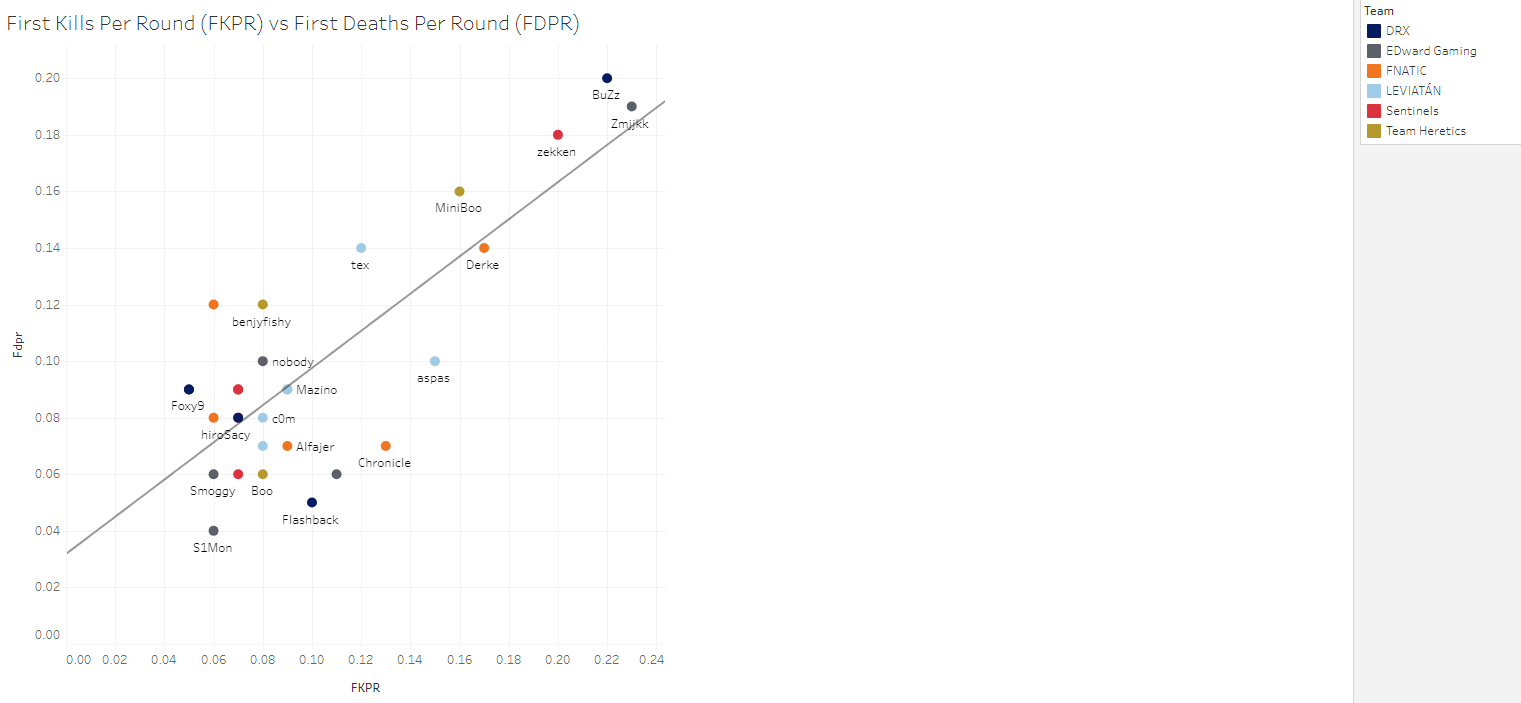 First Kills Per Round (FKPR) vs First Deaths Per Round (FDPR)
Team
DRX
EDward Gaming
FNATIC
LEVIATÁN
Sentinels
Team Heretics
0.20
BuZz
Zmjjkk
0.18
zekken
0.16
MiniBoo
0.14
tex
Derke
0.12
benjyfishy
Fdpr
0.10
nobody
aspas
Mazino
Foxy9
0.08
c0m
hiroSacy
Alfajer
Chronicle
0.06
Smoggy
Boo
Flashback
0.04
S1Mon
0.02
0.00
0.00 0.02 0.04 0.06 0.08 0.10 0.12 0.14 0.16 0.18 0.20 0.22 0.24
FKPR